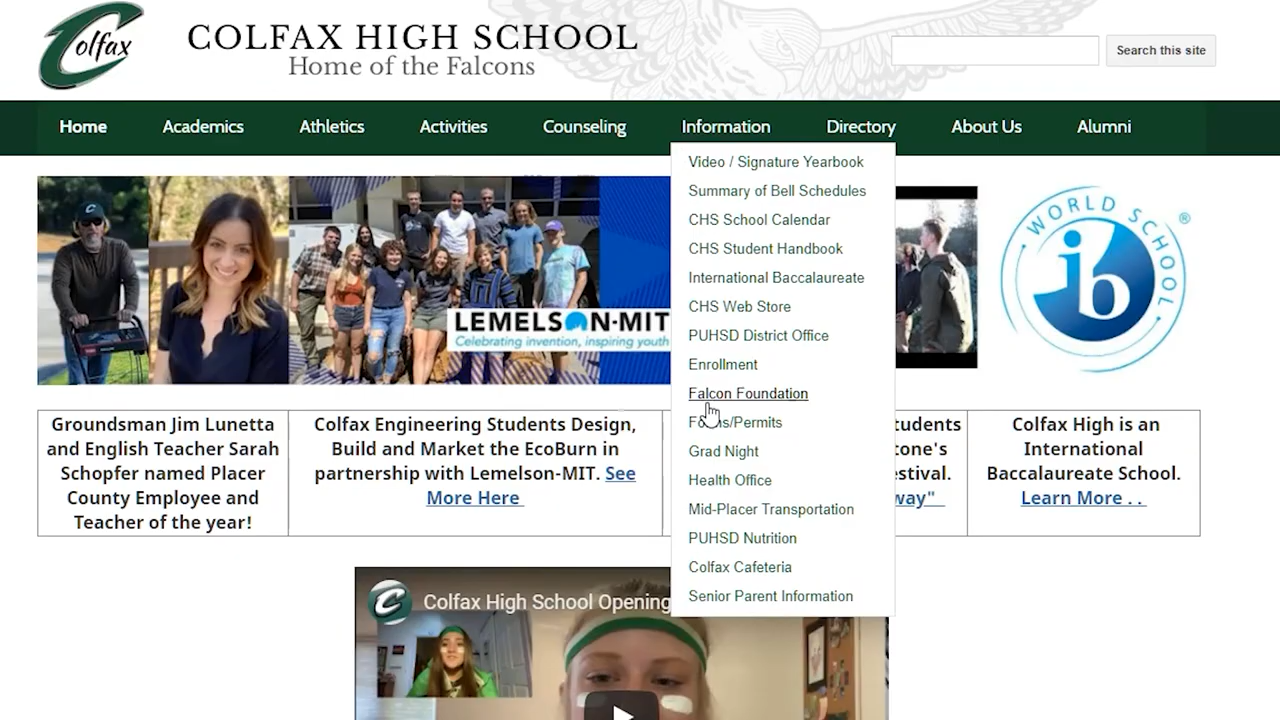 Colfax
COLFAX HIGH SCHOOL
Home of the Falcons
Search this site
Home
Academics
Athletics
Activities
Counseling
Information
Directory
About Us
Alumni
Video / Signature Yearbook
Summary of Bell Schedules
CHS School Calendar
CHS Student Handbook
International Baccalaureate
CHS Web Store
PUHSD District Office
Enrollment
Falcon Foundation
Grad Night
Health Office
Mid-Placer Transportation
PUHSD Nutrition
Colfax Cafeteria
Senior Parent Information
LEMELSON-MIT
Celebrating invention, inspiring youth
WORLD SCHOOL
ib
®
Groundsman Jim Lunetta
and English Teacher Sarah
Schopfer named Placer
County Employee and
Teacher of the year!
Colfax Engineering Students Design,
Build and Market the EcoBurn in
partnership with Lemelson-MIT. See
More Here
tudents
tone's
estival.
way"
Colfax High is an
International
Baccalaureate School.
Learn More . .
Colfax High School Opening